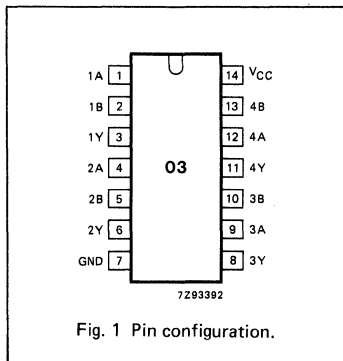 1A 1 14 VCC
1B 2 13 4B
1Y 3 12 4A
2A 4 03 11 4Y
2B 5 10 3B
2Y 6 9 3A
GND 7 8 3Y
7Z93392
Fig. 1 Pin configuration.